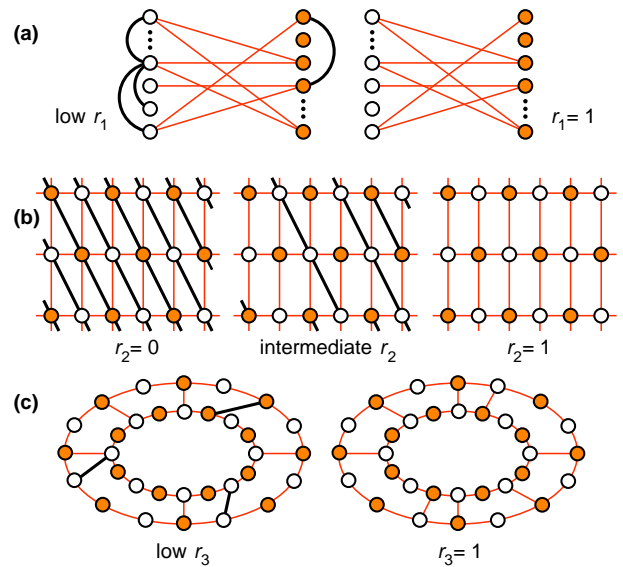 (a)
low r1
r1= 1
(b)
r2= 0
intermediate r2
r2= 1
(c)
low r3
r3= 1